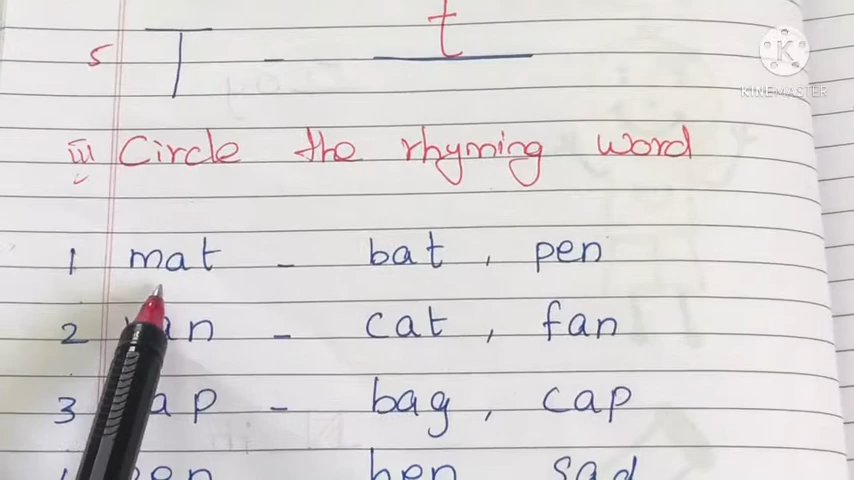 5 T - t
KINEMASTER
iii Circle the rhyming word
1 mat - bat, pen
2 an - cat, fan
3 ap - bag, cap
hen sad